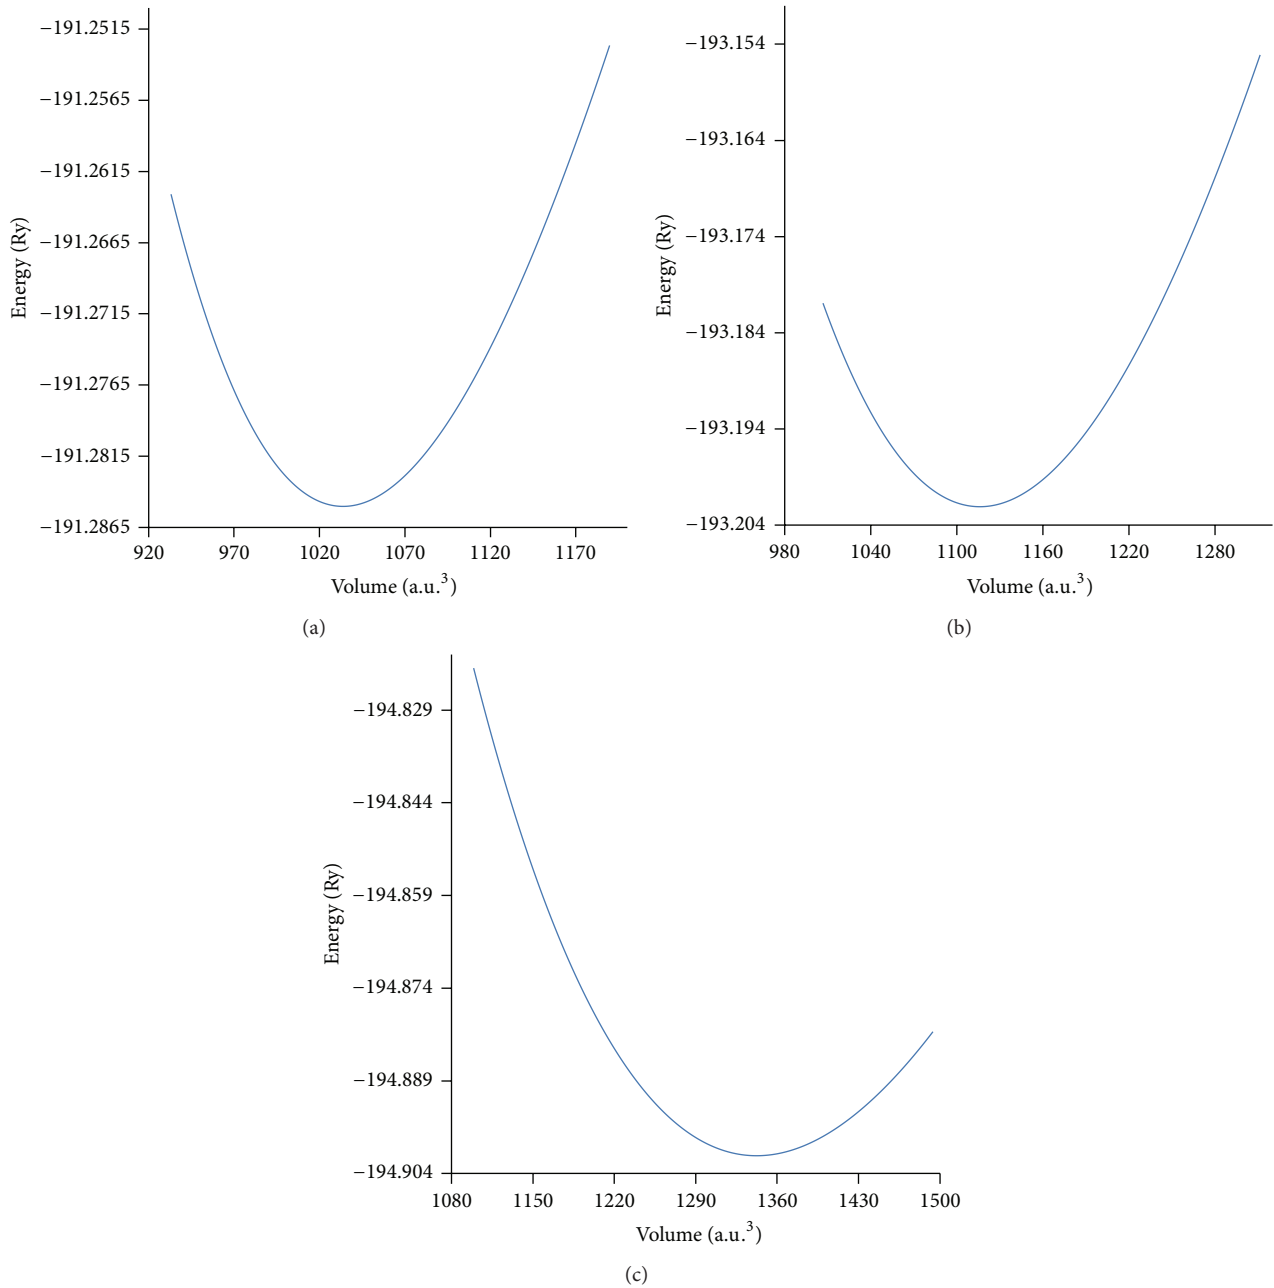 −191.2515
−191.2565
−191.2615
−191.2665
−191.2715
−191.2765
−191.2815
−191.2865
Energy (Ry)
920 970 1020 1070 1120 1170
Volume (a.u.³)
(a)
−193.154
−193.164
−193.174
−193.184
−193.194
−193.204
Energy (Ry)
980 1040 1100 1160 1220 1280
Volume (a.u.³)
(b)
−194.829
−194.844
−194.859
−194.874
−194.889
−194.904
Energy (Ry)
1080 1150 1220 1290 1360 1430 1500
Volume (a.u.³)
(c)